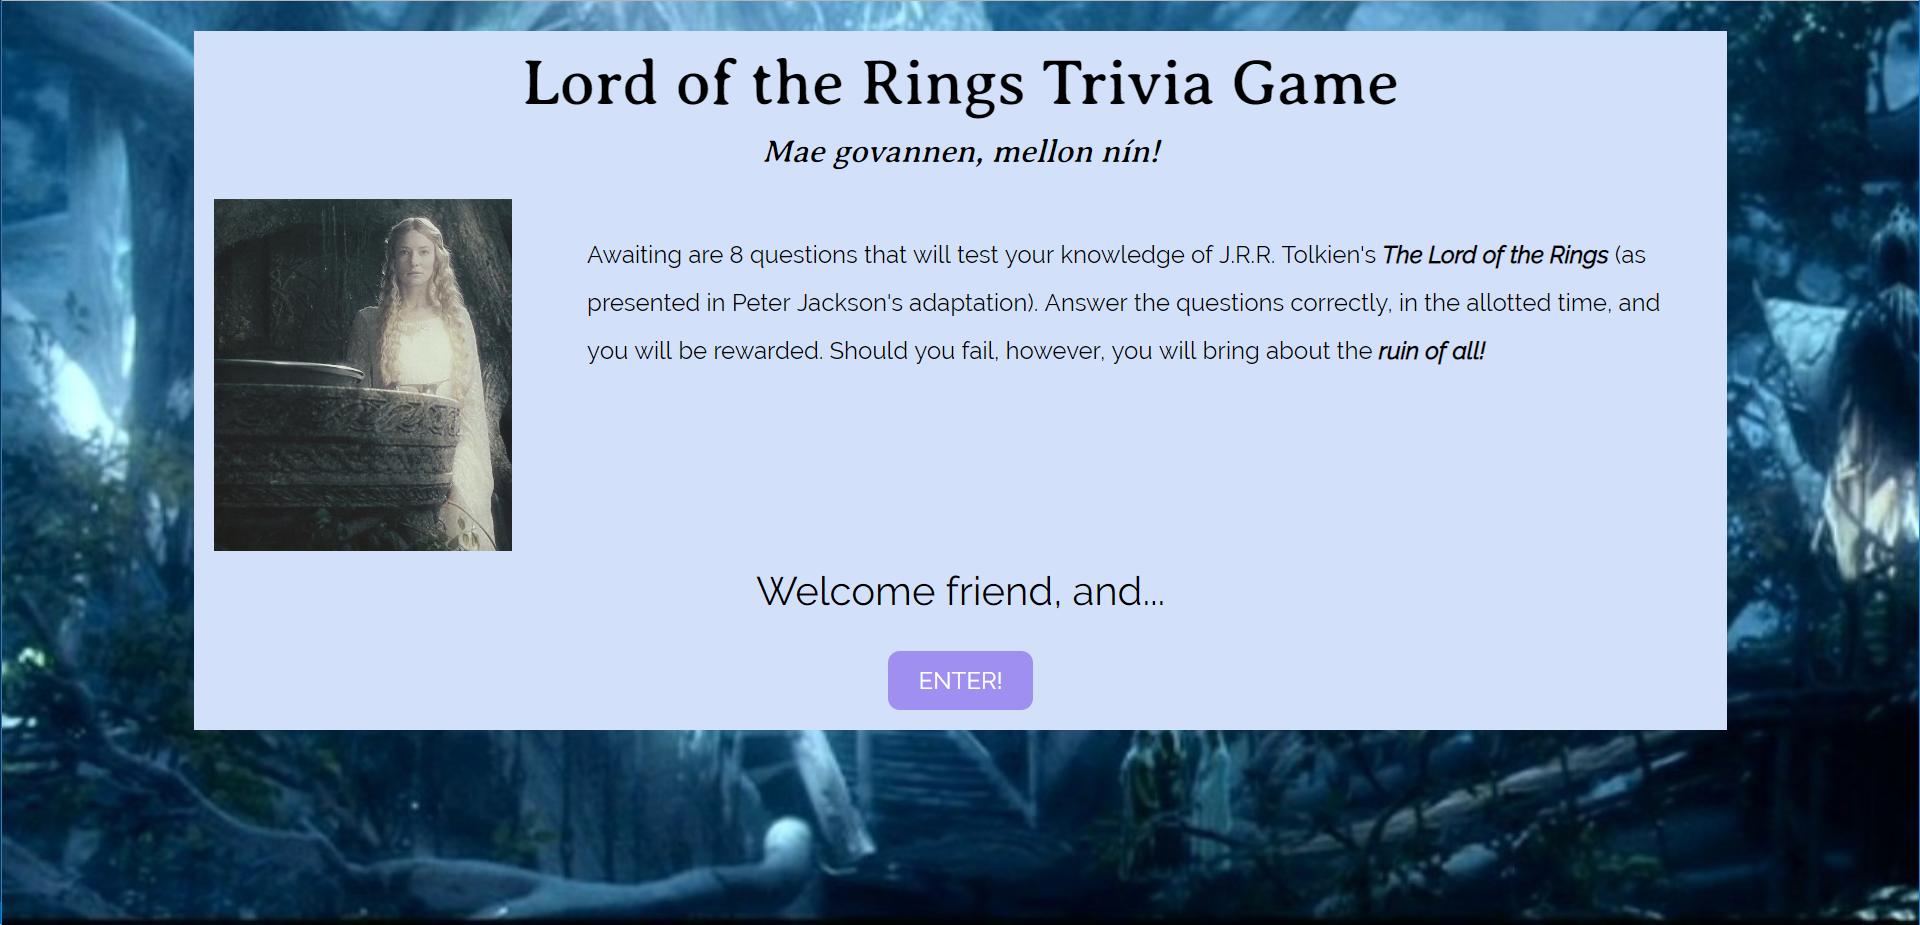 Lord of the Rings Trivia Game
Mae govannen, mellon nín!
Awaiting are 8 questions that will test your knowledge of J.R.R. Tolkien's The Lord of the Rings (as
presented in Peter Jackson's adaptation). Answer the questions correctly, in the allotted time, and
you will be rewarded. Should you fail, however, you will bring about the ruin of all!
Welcome friend, and...
ENTER!